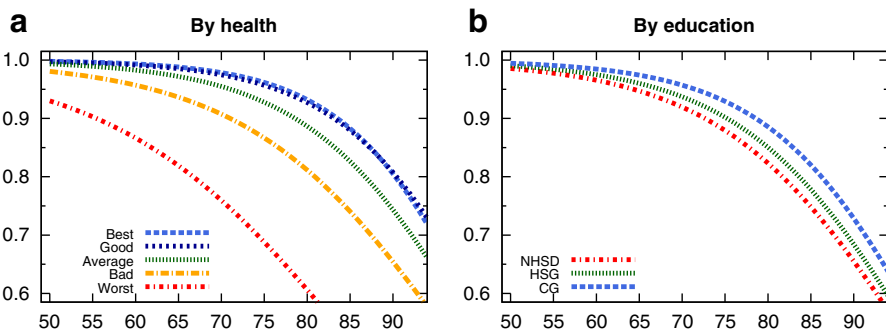 a By health
1.0
0.9
0.8
0.7
0.6
Best
Good
Average
Bad
Worst
50 55 60 65 70 75 80 85 90
b By education
1.0
0.9
0.8
0.7
0.6
NHSD
HSG
CG
50 55 60 65 70 75 80 85 90